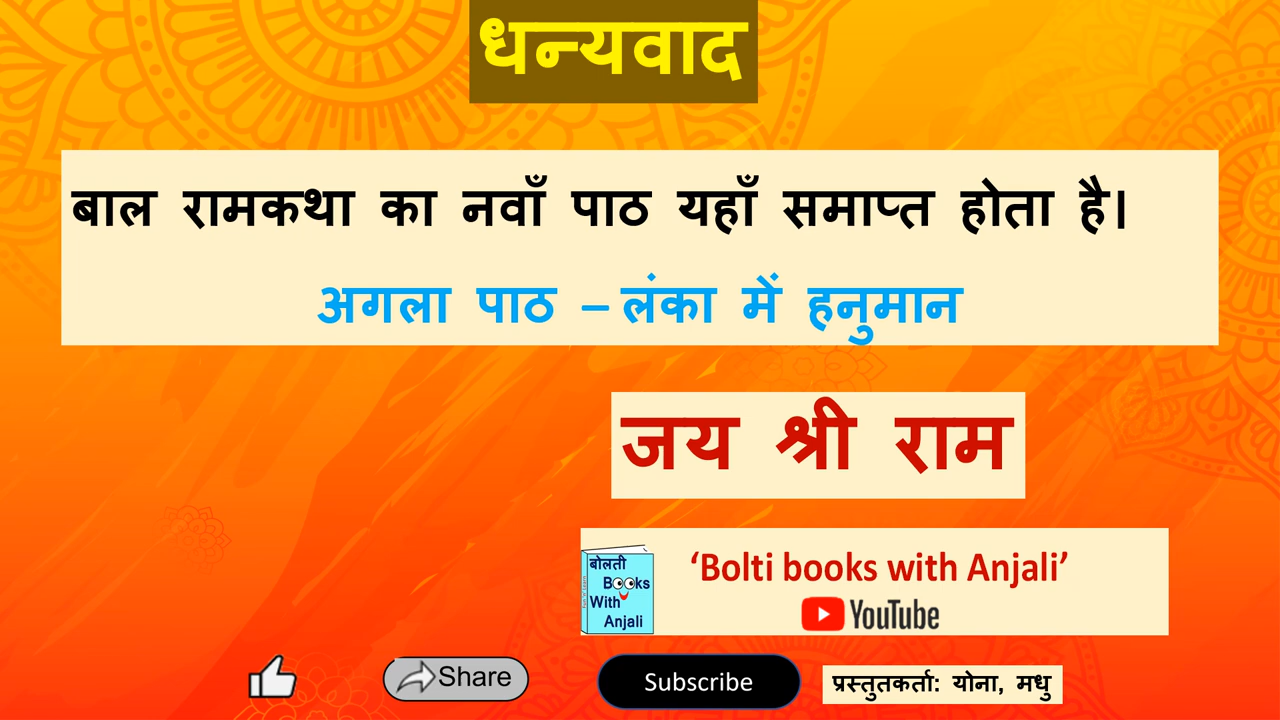 धन्यवाद
बाल रामकथा का नवाँ पाठ यहाँ समाप्त होता है।
अगला पाठ – लंका में हनुमान
जय श्री राम
बोलती
Books
With
Anjali
‘Bolti books with Anjali’
YouTube
Share
Subscribe
प्रस्तुतकर्ता: योना, मधु